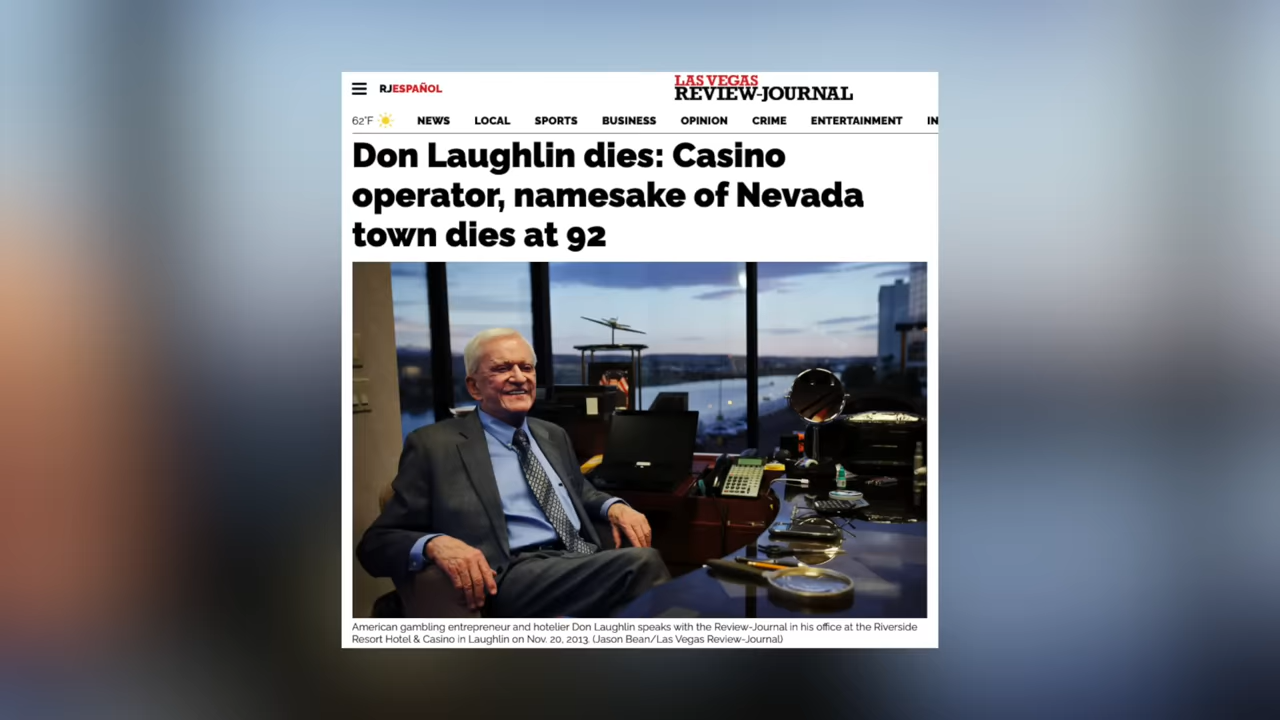 RJESPAÑOL
LAS VEGAS
REVIEW-JOURNAL
62°F NEWS LOCAL SPORTS BUSINESS OPINION CRIME ENTERTAINMENT IN
Don Laughlin dies: Casino
operator, namesake of Nevada
town dies at 92
American gambling entrepreneur and hotelier Don Laughlin speaks with the Review-Journal in his office at the Riverside
Resort Hotel & Casino in Laughlin on Nov. 20, 2013. (Jason Bean/Las Vegas Review-Journal)